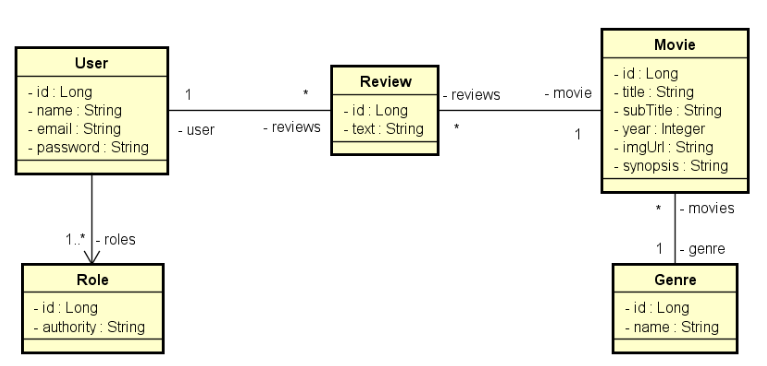 User
- id : Long
- name : String
- email : String
- password : String
1
- user
*
- reviews
Review
- id : Long
- text : String
- reviews
*
- movie
1
Movie
- id : Long
- title : String
- subTitle : String
- year : Integer
- imgUrl : String
- synopsis : String
1..* - roles
* - movies
1 - genre
Role
- id : Long
- authority : String
Genre
- id : Long
- name : String